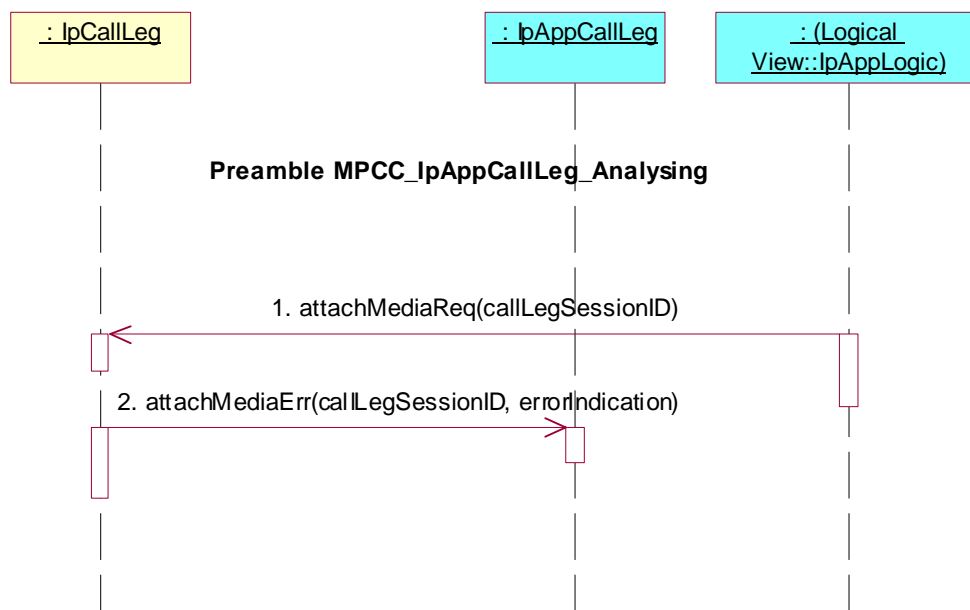 : IpCallLeg
: IpAppCallLeg
: (Logical
View::IpAppLogic)
Preamble MPCC_IpAppCallLeg_Analysing
1. attachMediaReq(callLegSessionID)
2. attachMediaErr(callLegSessionID, errorIndication)